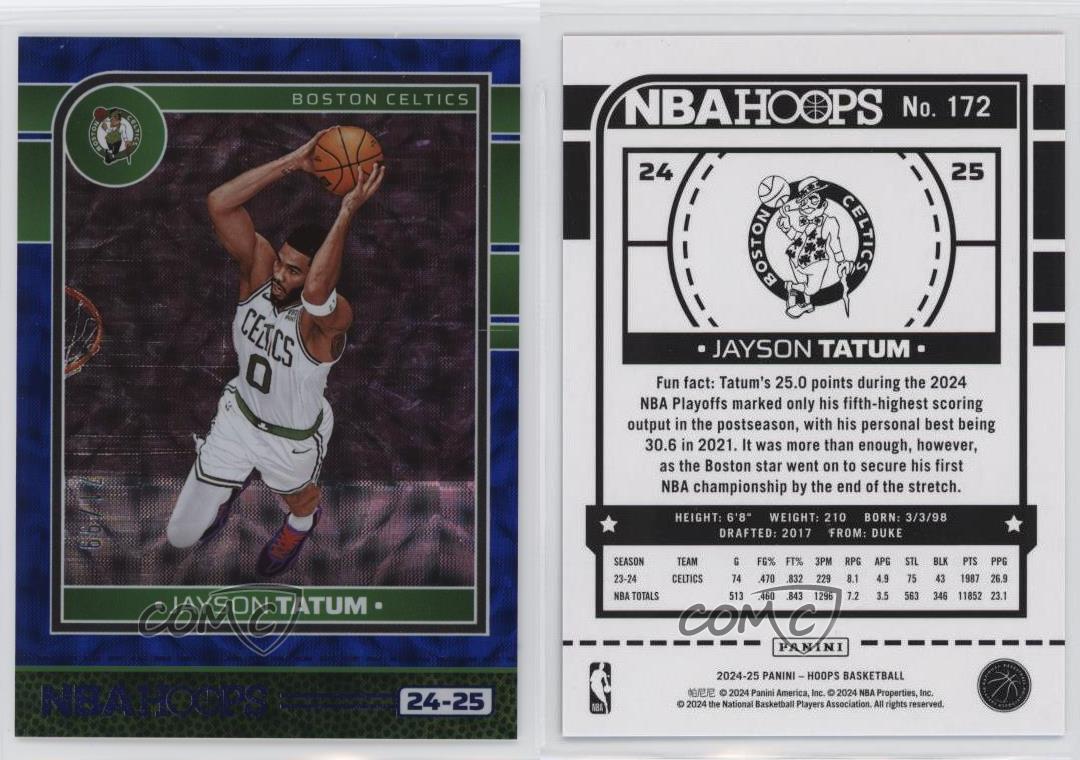 BOSTON CELTICS
BOSTON CELTICS
CELTICS
0
JAYSON TATUM
NBA HOOPS
24-25
COMC
NBA HOOPS No. 172
24 25
BOSTON CELTICS
• JAYSON TATUM •
Fun fact: Tatum's 25.0 points during the 2024
NBA Playoffs marked only his fifth-highest scoring
output in the postseason, with his personal best being
30.6 in 2021. It was more than enough, however,
as the Boston star went on to secure his first
NBA championship by the end of the stretch.
HEIGHT: 6'8" WEIGHT: 210 BORN: 3/3/98
DRAFTED: 2017 FROM: DUKE
SEASON TEAM G FG% FT% 3PM RPG APG STL BLK PTS PPG
23-24 CELTICS 74 .470 .832 229 8.1 4.9 75 43 1987 26.9
NBA TOTALS 513 .460 .843 1296 7.2 3.5 563 346 11852 23.1
COMC
PANINI
2024-25 PANINI – HOOPS BASKETBALL
帕尼尼 © 2024 Panini America, Inc. © 2024 NBA Properties, Inc.
© 2024 the National Basketball Players Association. All rights reserved.
NBA